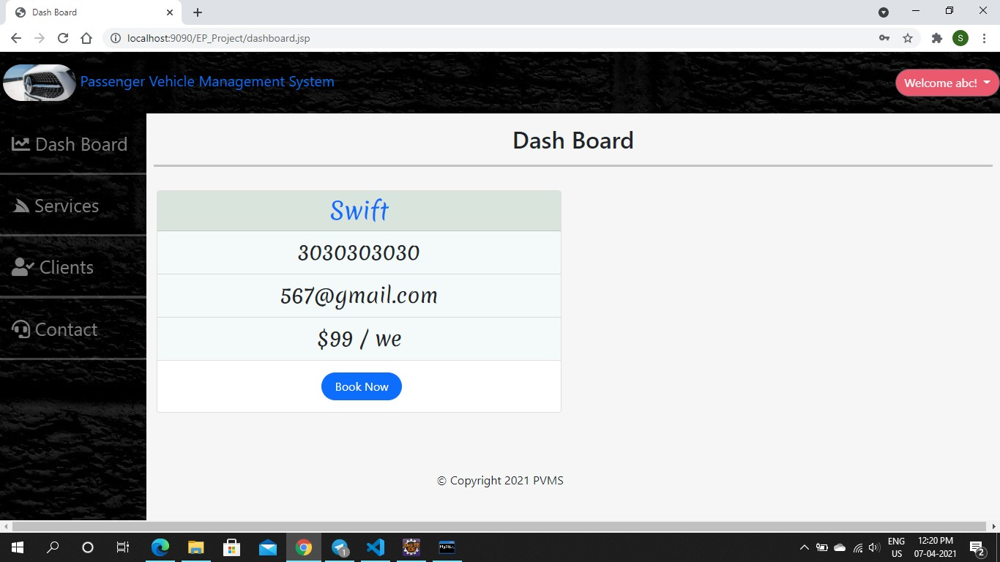 Dash Board
localhost:9090/EP_Project/dashboard.jsp
S
Passenger Vehicle Management System
Welcome abc!
Dash Board
Services
Clients
Contact
Dash Board
Swift
3030303030
567@gmail.com
$99 / we
Book Now
© Copyright 2021 PVMS
1
ENG
US
12:20 PM
07-04-2021
2